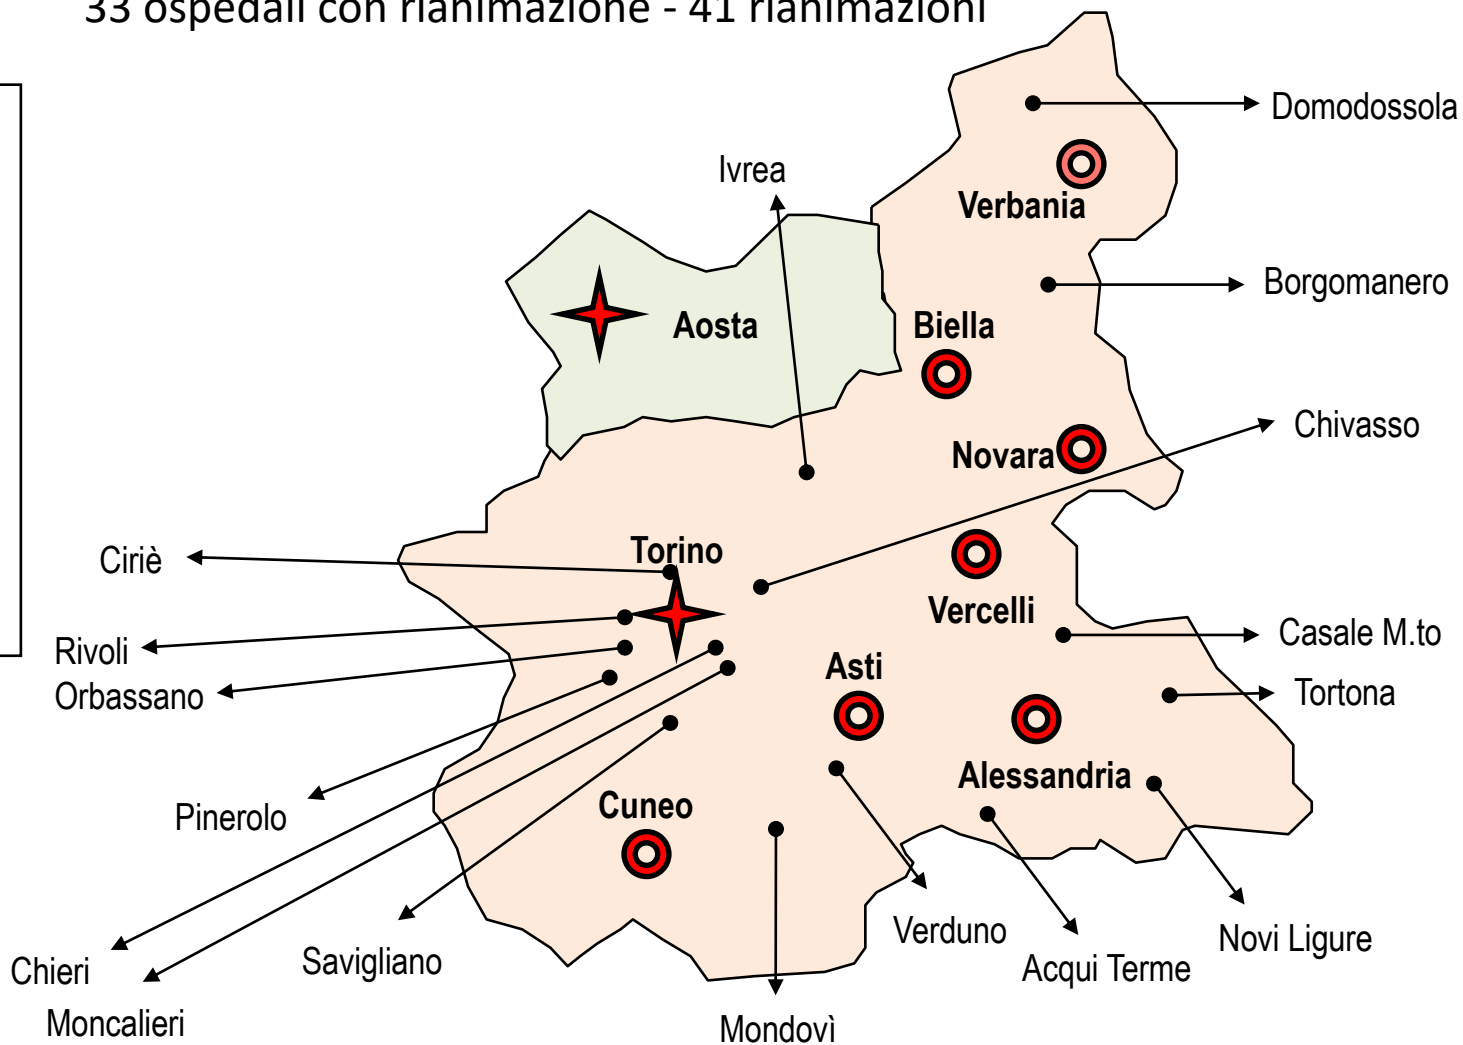 33 ospedali con rianimazione - 41 rianimazioni
Domodossola
Ivrea
Verbania
Borgomanero
Aosta
Biella
Chivasso
Novara
Torino
Ciriè
Vercelli
Casale M.to
Rivoli
Asti
Orbassano
Tortona
Alessandria
Cuneo
Pinerolo
Verduno
Novi Ligure
Savigliano
Acqui Terme
Chieri
Moncalieri
Mondovì